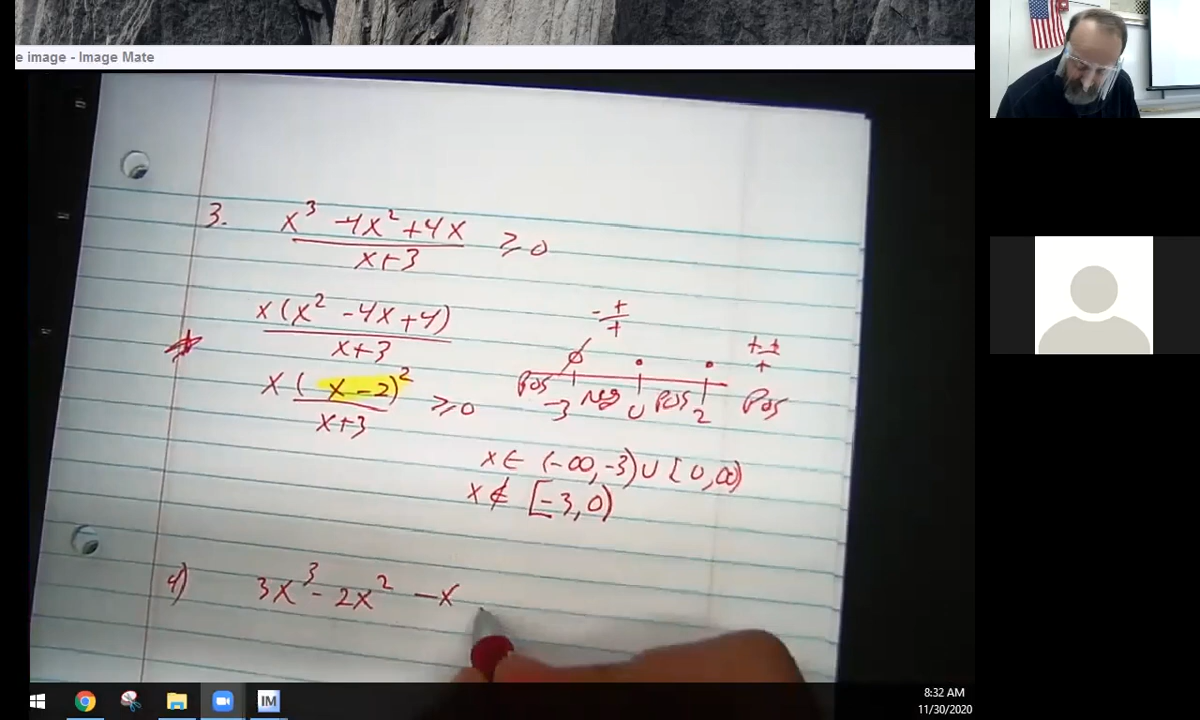 e image - Image Mate
3. x³ -4x² +4x
x+3
≥ 0
x(x² -4x+4)
x+3
x( x-2)²
x+3
≥ 0
- +
+
+ +
+
Pos Neg Pos Pos
-3 0 2
x ∈ (-∞,-3) ∪ [0,∞)
x ∉ [-3,0)
4) 3x³ - 2x² -x
IM
8:32 AM
11/30/2020